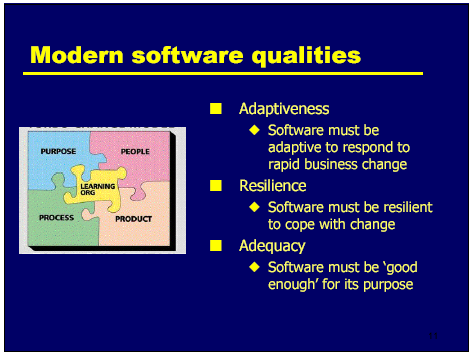 Modern software qualities
PURPOSE
PEOPLE
LEARNING
ORG
PROCESS
PRODUCT
Adaptiveness
Software must be
adaptive to respond to
rapid business change
Resilience
Software must be resilient
to cope with change
Adequacy
Software must be ‘good
enough’ for its purpose